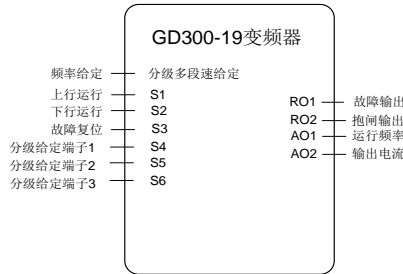 GD300-19变频器
频率给定 分级多段速给定
上行运行 S1
下行运行 S2
故障复位 S3
分级给定端子1 S4
分级给定端子2 S5
分级给定端子3 S6
RO1 故障输出
RO2 抱闸输出
AO1 运行频率
AO2 输出电流